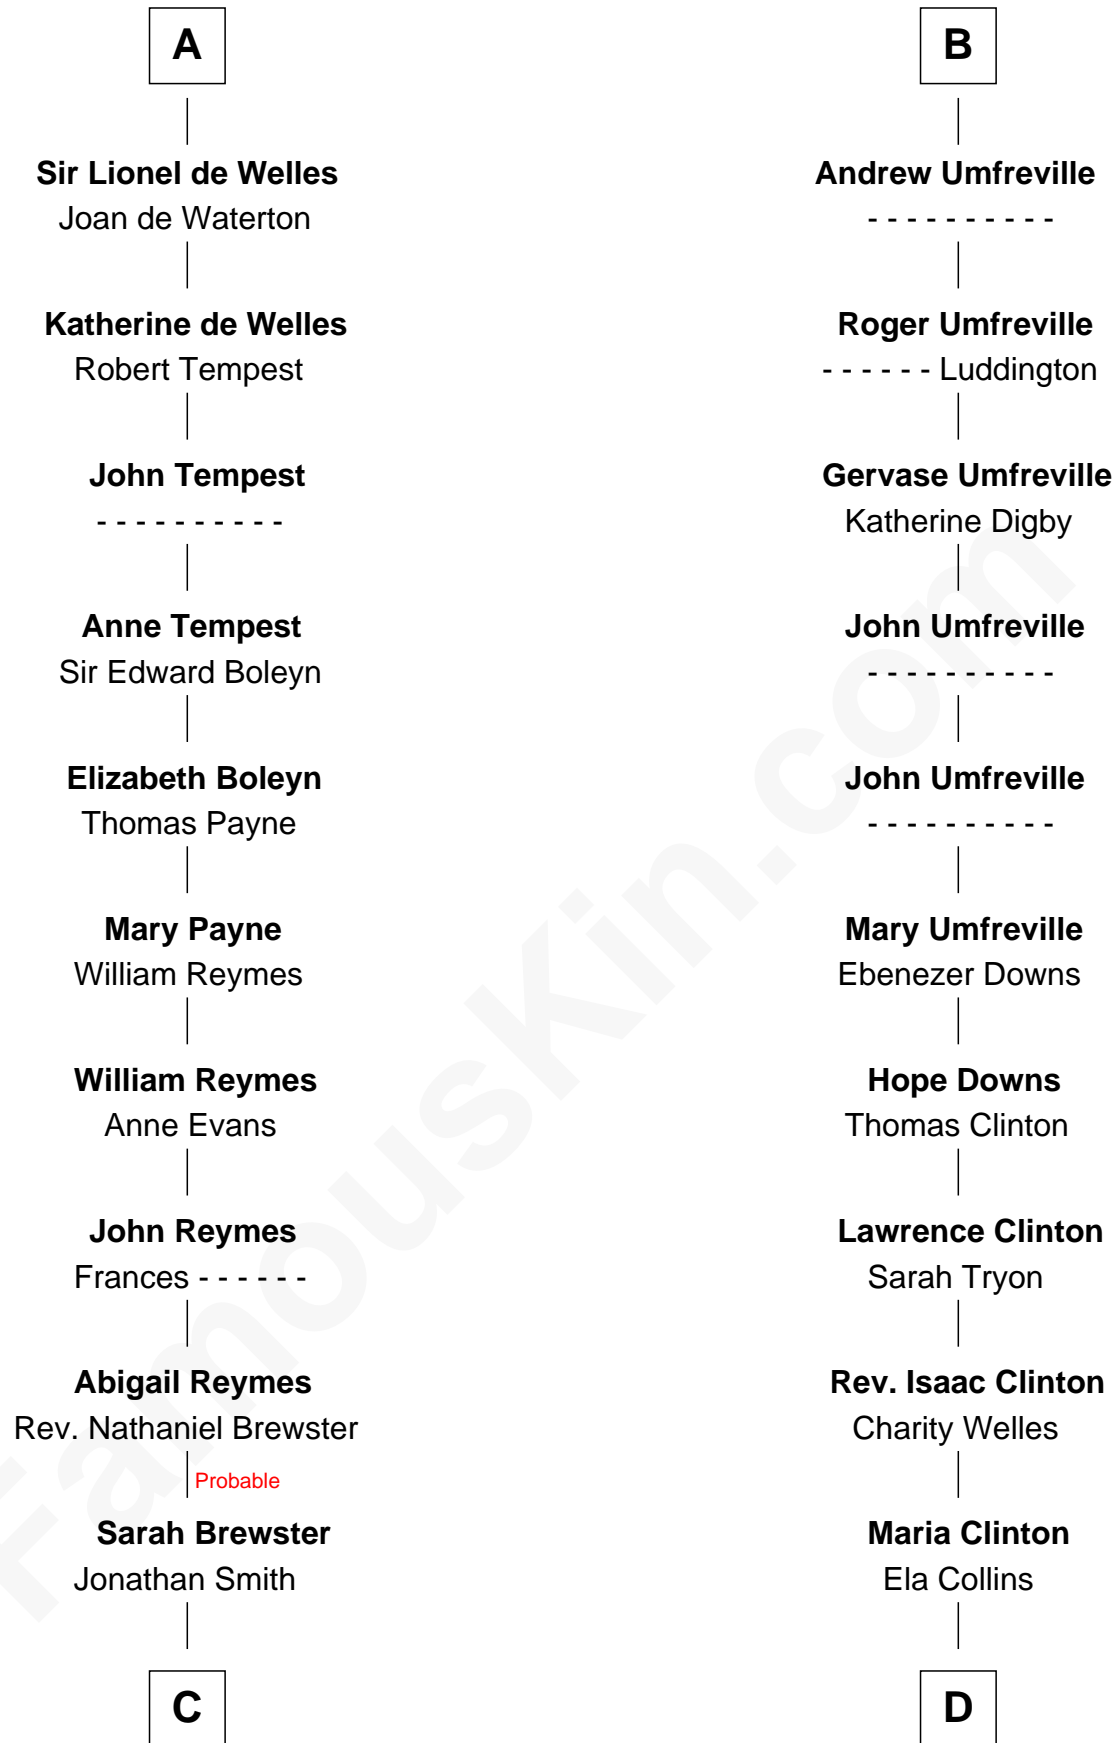 A
Sir Lionel de Welles
Joan de Waterton
Katherine de Welles
Robert Tempest
John Tempest
- - - - - - - - - -
Anne Tempest
Sir Edward Boleyn
Elizabeth Boleyn
Thomas Payne
Mary Payne
William Reymes
William Reymes
Anne Evans
John Reymes
Frances - - - - - -
Abigail Reymes
Rev. Nathaniel Brewster
Probable
Sarah Brewster
Jonathan Smith
C
B
Andrew Umfreville
- - - - - - - - - -
Roger Umfreville
- - - - - - Luddington
Gervase Umfreville
Katherine Digby
John Umfreville
- - - - - - - - - -
John Umfreville
- - - - - - - - - -
Mary Umfreville
Ebenezer Downs
Hope Downs
Thomas Clinton
Lawrence Clinton
Sarah Tryon
Rev. Isaac Clinton
Charity Welles
Maria Clinton
Ela Collins
D
FamousKin.com